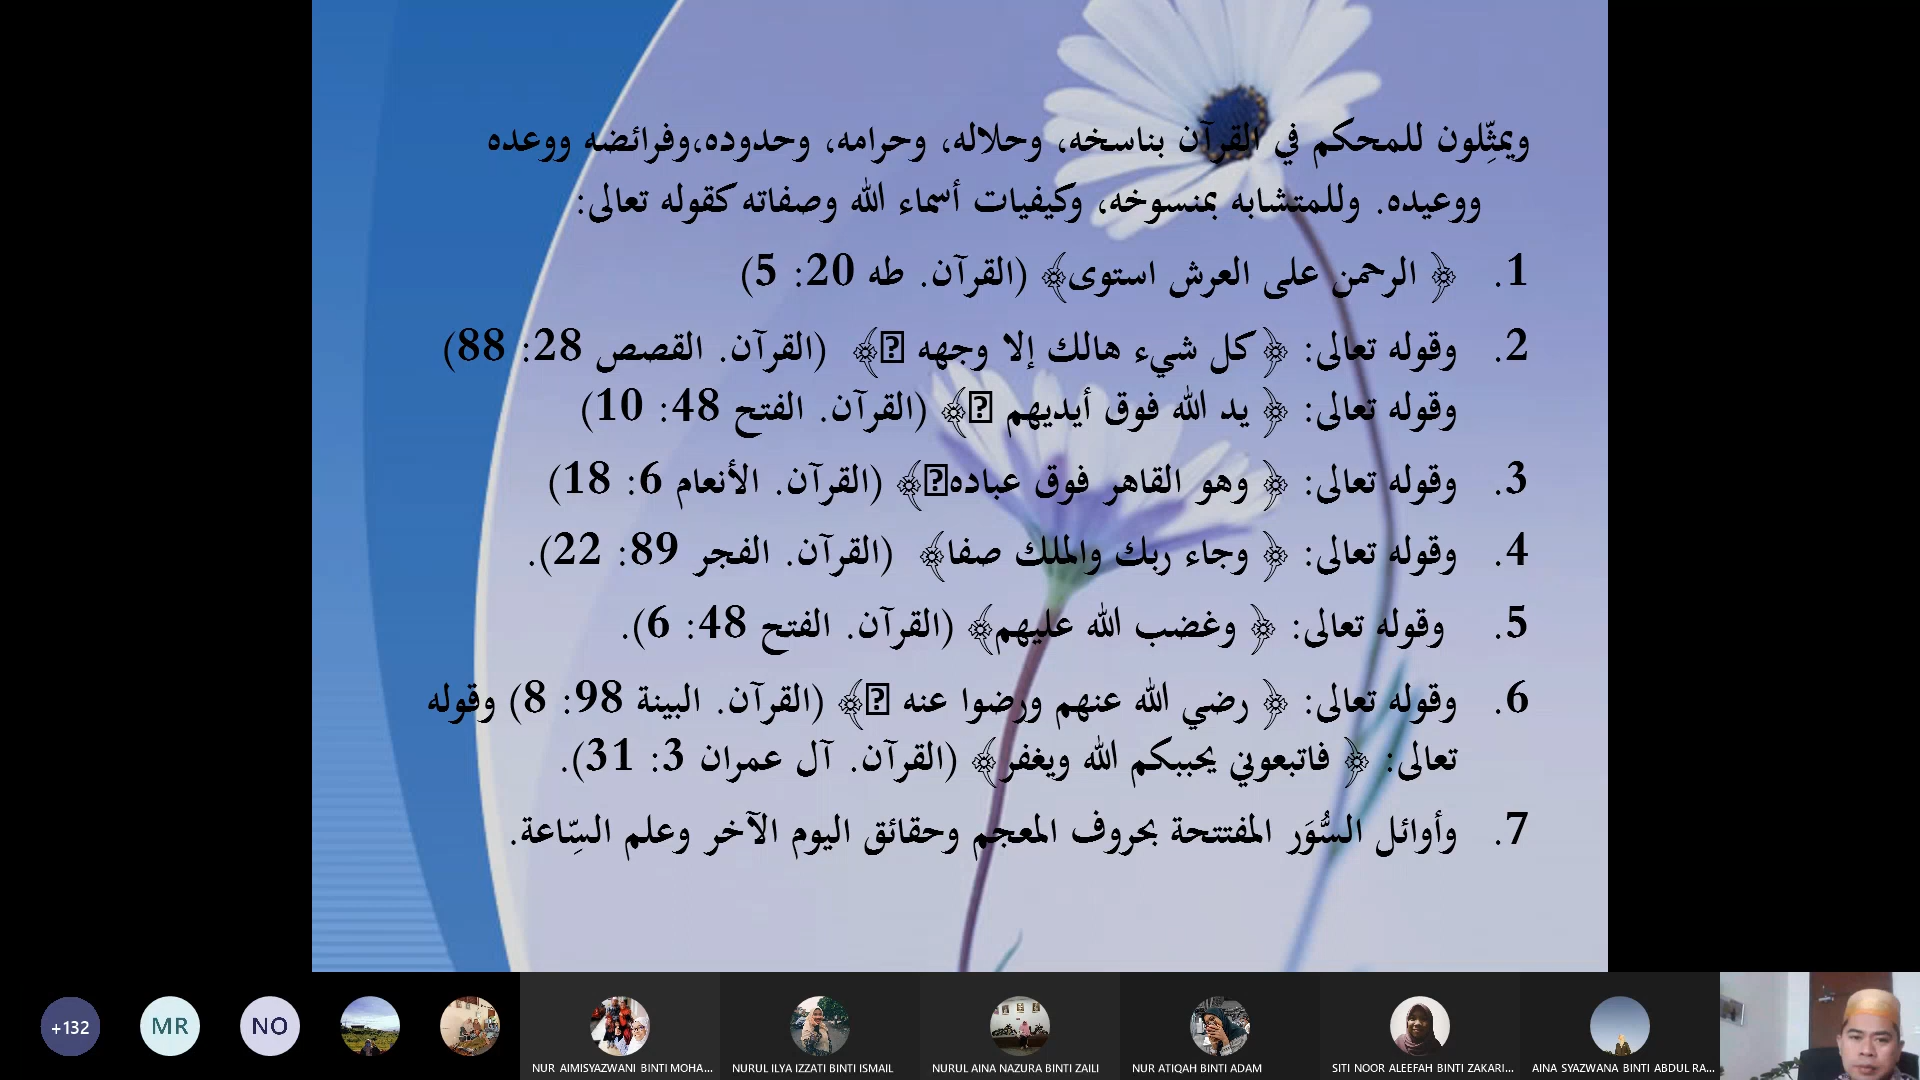 ويمثِّلون للمحكم في القرآن بناسخه، وحلاله، وحرامه، وحدوده،وفرائضه ووعده
ووعيده. وللمتشابه بمنسوخه، وكيفيات أسماء الله وصفاته كقوله تعالى:
1. ﴿ الرحمن على العرش استوى﴾ (القرآن. طه 20: 5)
2. وقوله تعالى: ﴿كل شيء هالك إلا وجهه ﴾ (القرآن. القصص 28: 88)
وقوله تعالى: ﴿ يد الله فوق أيديهم ﴾ (القرآن. الفتح 48: 10)
3. وقوله تعالى: ﴿ وهو القاهر فوق عباده﴾ (القرآن. الأنعام 6: 18)
4. وقوله تعالى: ﴿ وجاء ربك والملك صفا﴾ (القرآن. الفجر 89: 22).
5. وقوله تعالى: ﴿ وغضب الله عليهم﴾ (القرآن. الفتح 48: 6).
6. وقوله تعالى: ﴿ رضي الله عنهم ورضوا عنه ﴾ (القرآن. البينة 98: 8) وقوله
تعالى: ﴿ فاتبعوني يحببكم الله ويغفر﴾ (القرآن. آل عمران 3: 31).
7. وأوائل السُّوَر المفتتحة بحروف المعجم وحقائق اليوم الآخر وعلم السِّاعة.
+132
MR
NO
NUR AIMISYAZWANI BINTI MOHA...
NURUL ILYA IZZATI BINTI ISMAIL
NURUL AINA NAZURA BINTI ZAILI
NUR ATIQAH BINTI ADAM
SITI NOOR ALEEFAH BINTI ZAKARI...
AINA SYAZWANA BINTI ABDUL RA...